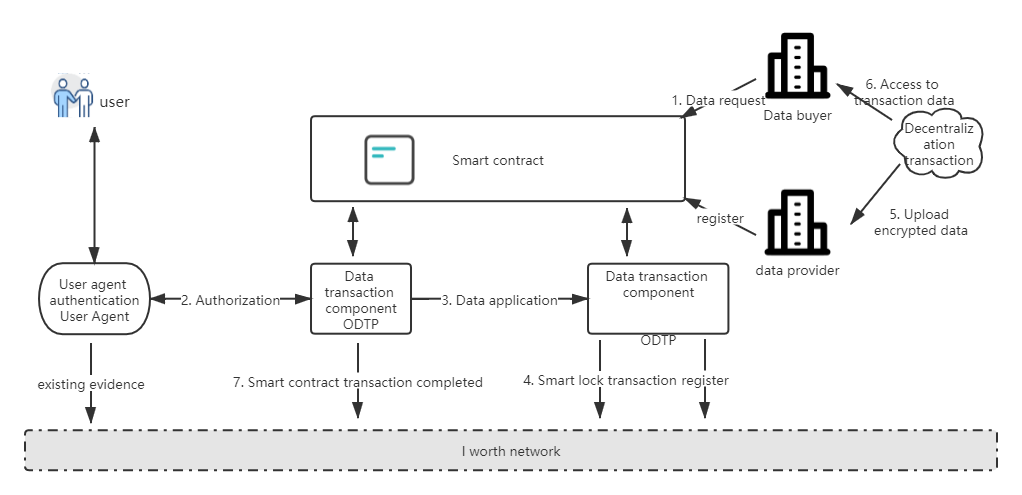 user
1. Data request
Data buyer
6. Access to
transaction data
Decentraliz
ation
transaction
Smart contract
register
data provider
5. Upload
encrypted data
User agent
authentication
User Agent
2. Authorization
Data
transaction
component
ODTP
3. Data application
Data transaction
component
ODTP
existing evidence
7. Smart contract transaction completed
4. Smart lock transaction register
I worth network